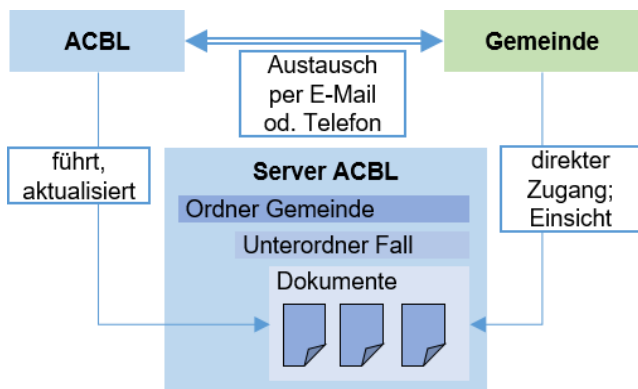 ACBL
Gemeinde
Austausch
per E-Mail
od. Telefon
führt,
aktualisiert
Server ACBL
Ordner Gemeinde
Unterordner Fall
Dokumente
direkter
Zugang;
Einsicht